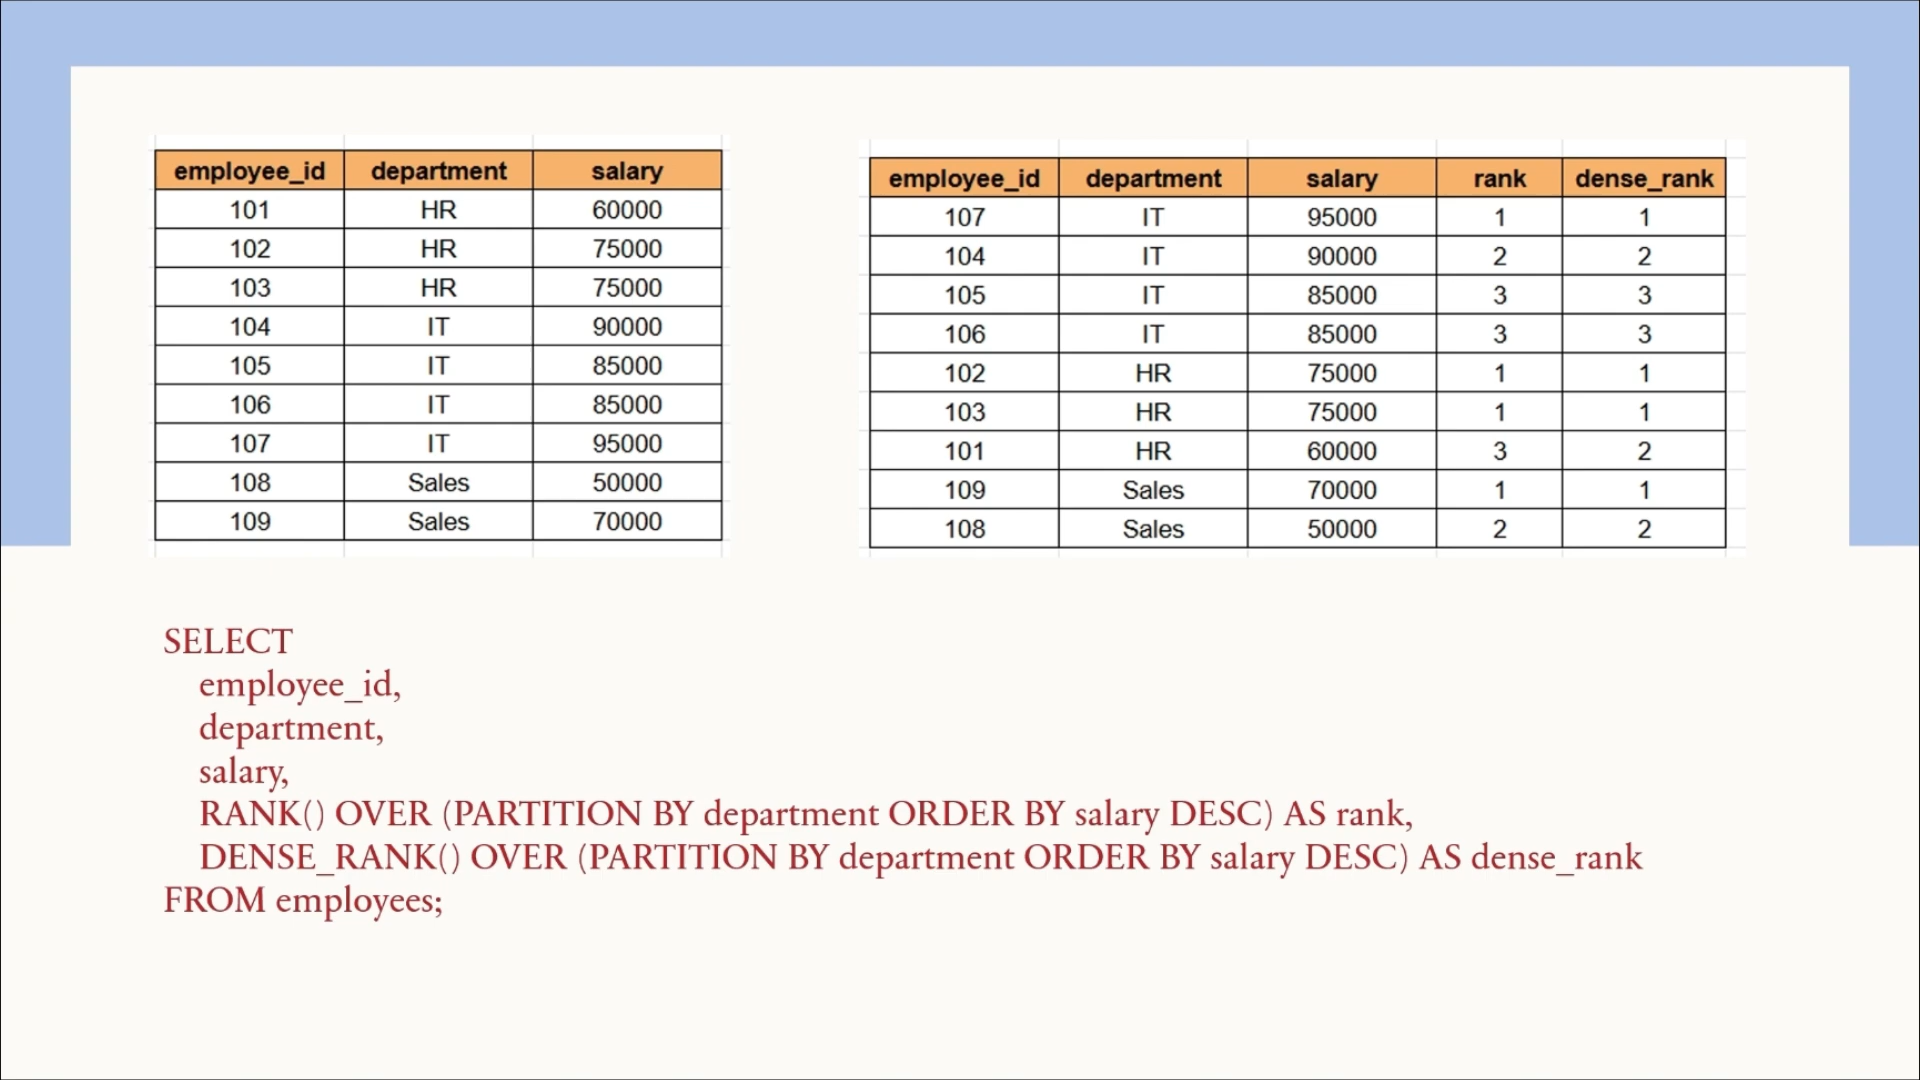 employee_id department salary
101 HR 60000
102 HR 75000
103 HR 75000
104 IT 90000
105 IT 85000
106 IT 85000
107 IT 95000
108 Sales 50000
109 Sales 70000
employee_id department salary rank dense_rank
107 IT 95000 1 1
104 IT 90000 2 2
105 IT 85000 3 3
106 IT 85000 3 3
102 HR 75000 1 1
103 HR 75000 1 1
101 HR 60000 3 2
109 Sales 70000 1 1
108 Sales 50000 2 2
SELECT
employee_id,
department,
salary,
RANK() OVER (PARTITION BY department ORDER BY salary DESC) AS rank,
DENSE_RANK() OVER (PARTITION BY department ORDER BY salary DESC) AS dense_rank
FROM employees;